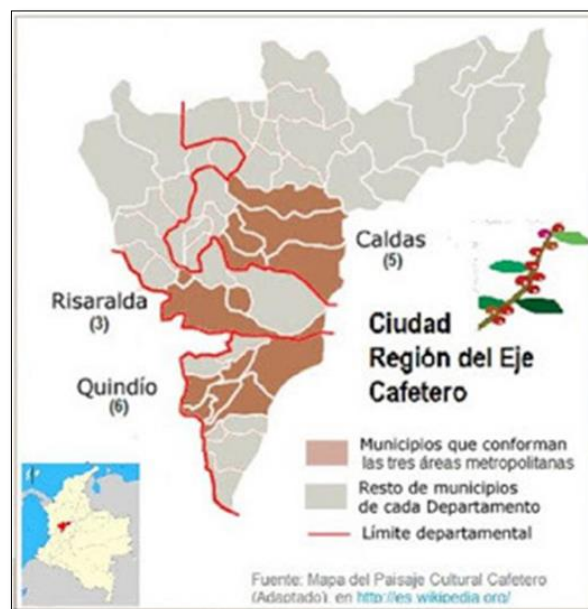 Caldas
(5)
Risaralda
(3)
Ciudad
Región del Eje
Cafetero
Quindío
(6)
Municipios que conforman
las tres áreas metropolitanas
Resto de municipios
de cada Departamento
Límite departamental
Fuente: Mapa del Paisaje Cultural Cafetero
(Adaptado), en http://es.wikipedia.org/